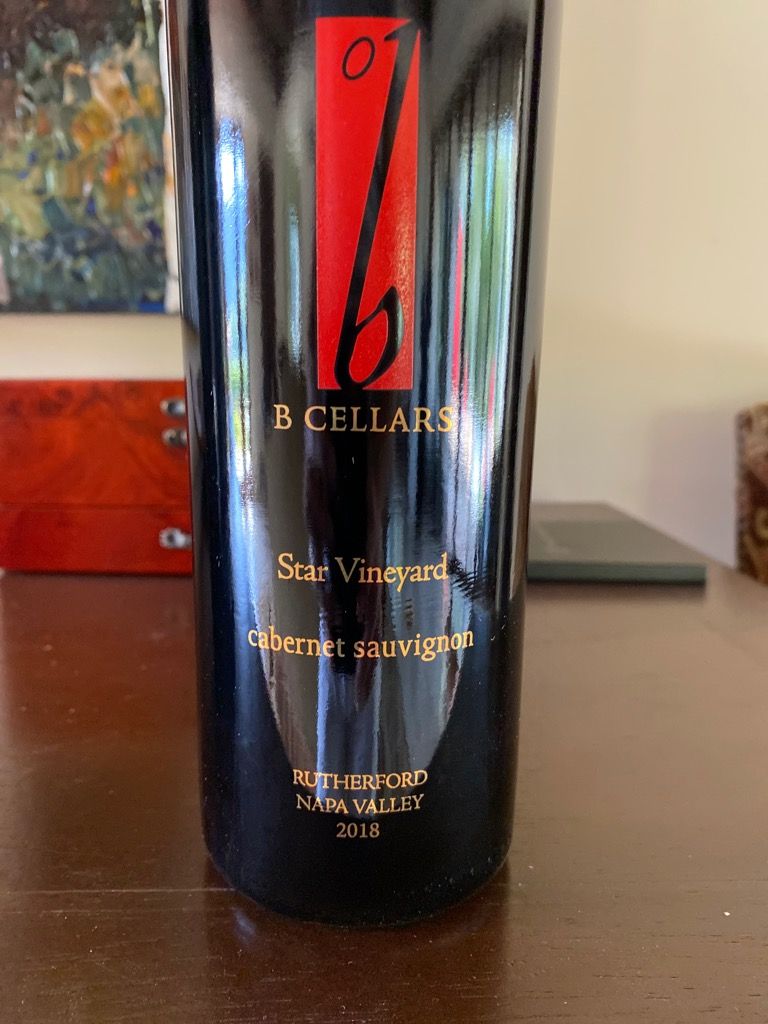 °b
B CELLARS
Star Vineyard
cabernet sauvignon
RUTHERFORD
NAPA VALLEY
2018